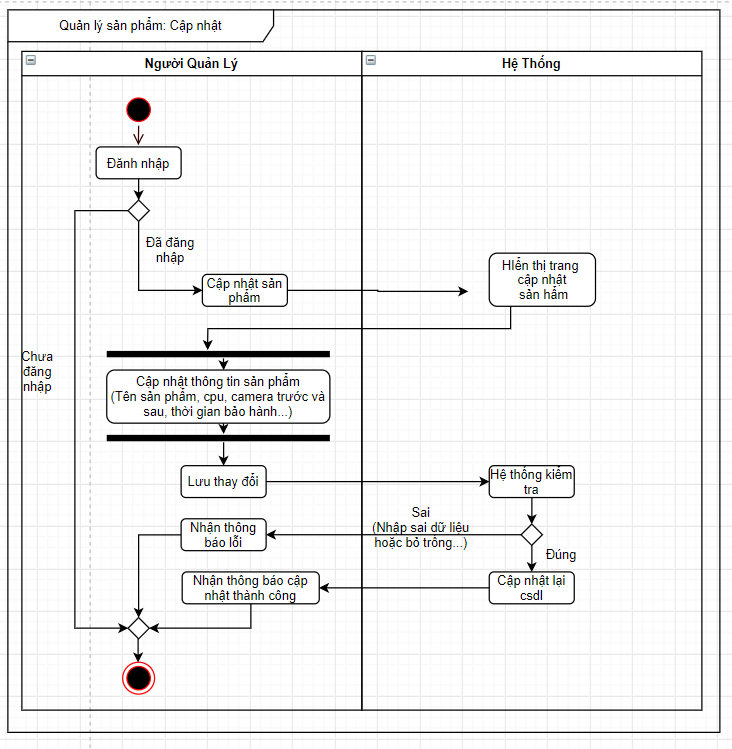 Quản lý sản phẩm: Cập nhật
Người Quản Lý
Hệ Thống
Đănh nhập
Đã đăng
nhập
Cập nhật sản
phẩm
HIển thị trang
cập nhật
sản hẩm
Chưa
đăng
nhập
Cập nhật thông tin sản phẩm
(Tên sản phẩm, cpu, camera trước và
sau, thời gian bảo hành...)
Lưu thay đổi
Hệ thống kiểm
tra
Sai
(Nhập sai dữ liệu
hoặc bỏ trống...)
Nhận thông
báo lỗi
Đúng
Nhận thông báo cập
nhật thành công
Cập nhật lại
csdl